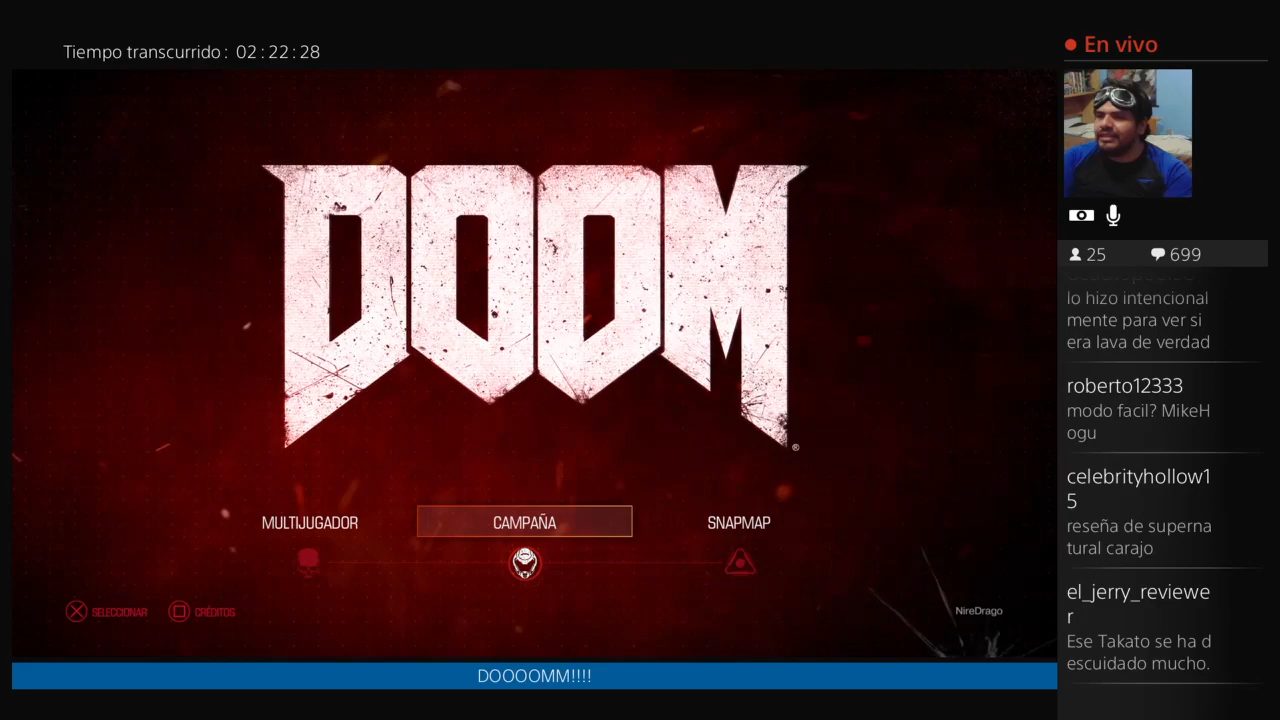 Tiempo transcurrido : 02 : 22 : 28
En vivo
DOOM
®
MULTIJUGADOR
CAMPAÑA
SNAPMAP
SELECCIONAR
CRÉDITOS
NireDrago
DOOOOMM!!!!
25
699
lo hizo intencional
mente para ver si
era lava de verdad
roberto12333
modo facil? MikeH
ogu
celebrityhollow1
5
reseña de superna
tural carajo
el_jerry_reviewe
r
Ese Takato se ha d
escuidado mucho.